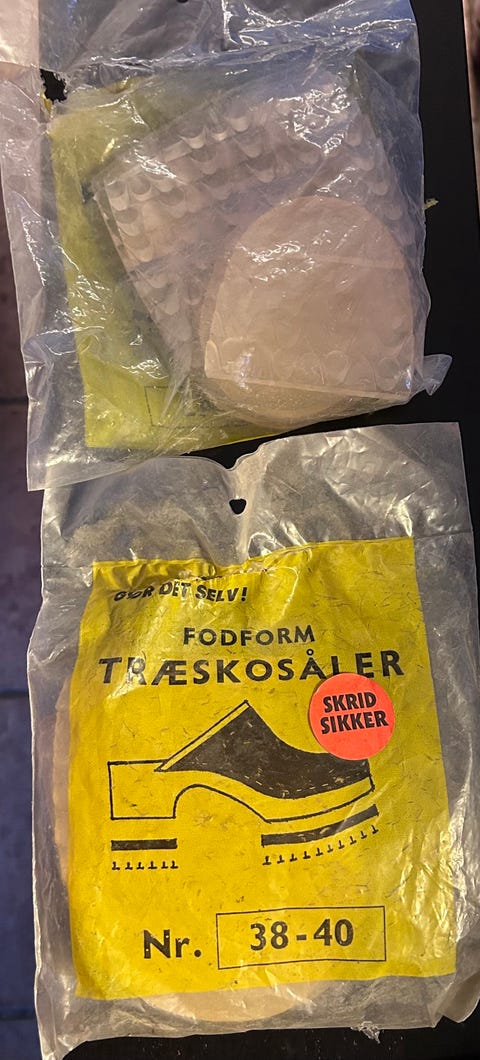 GØR DET SELV!
FODFORM
TRÆSKOSÅLER
SKRID
SIKKER
Nr. 38-40